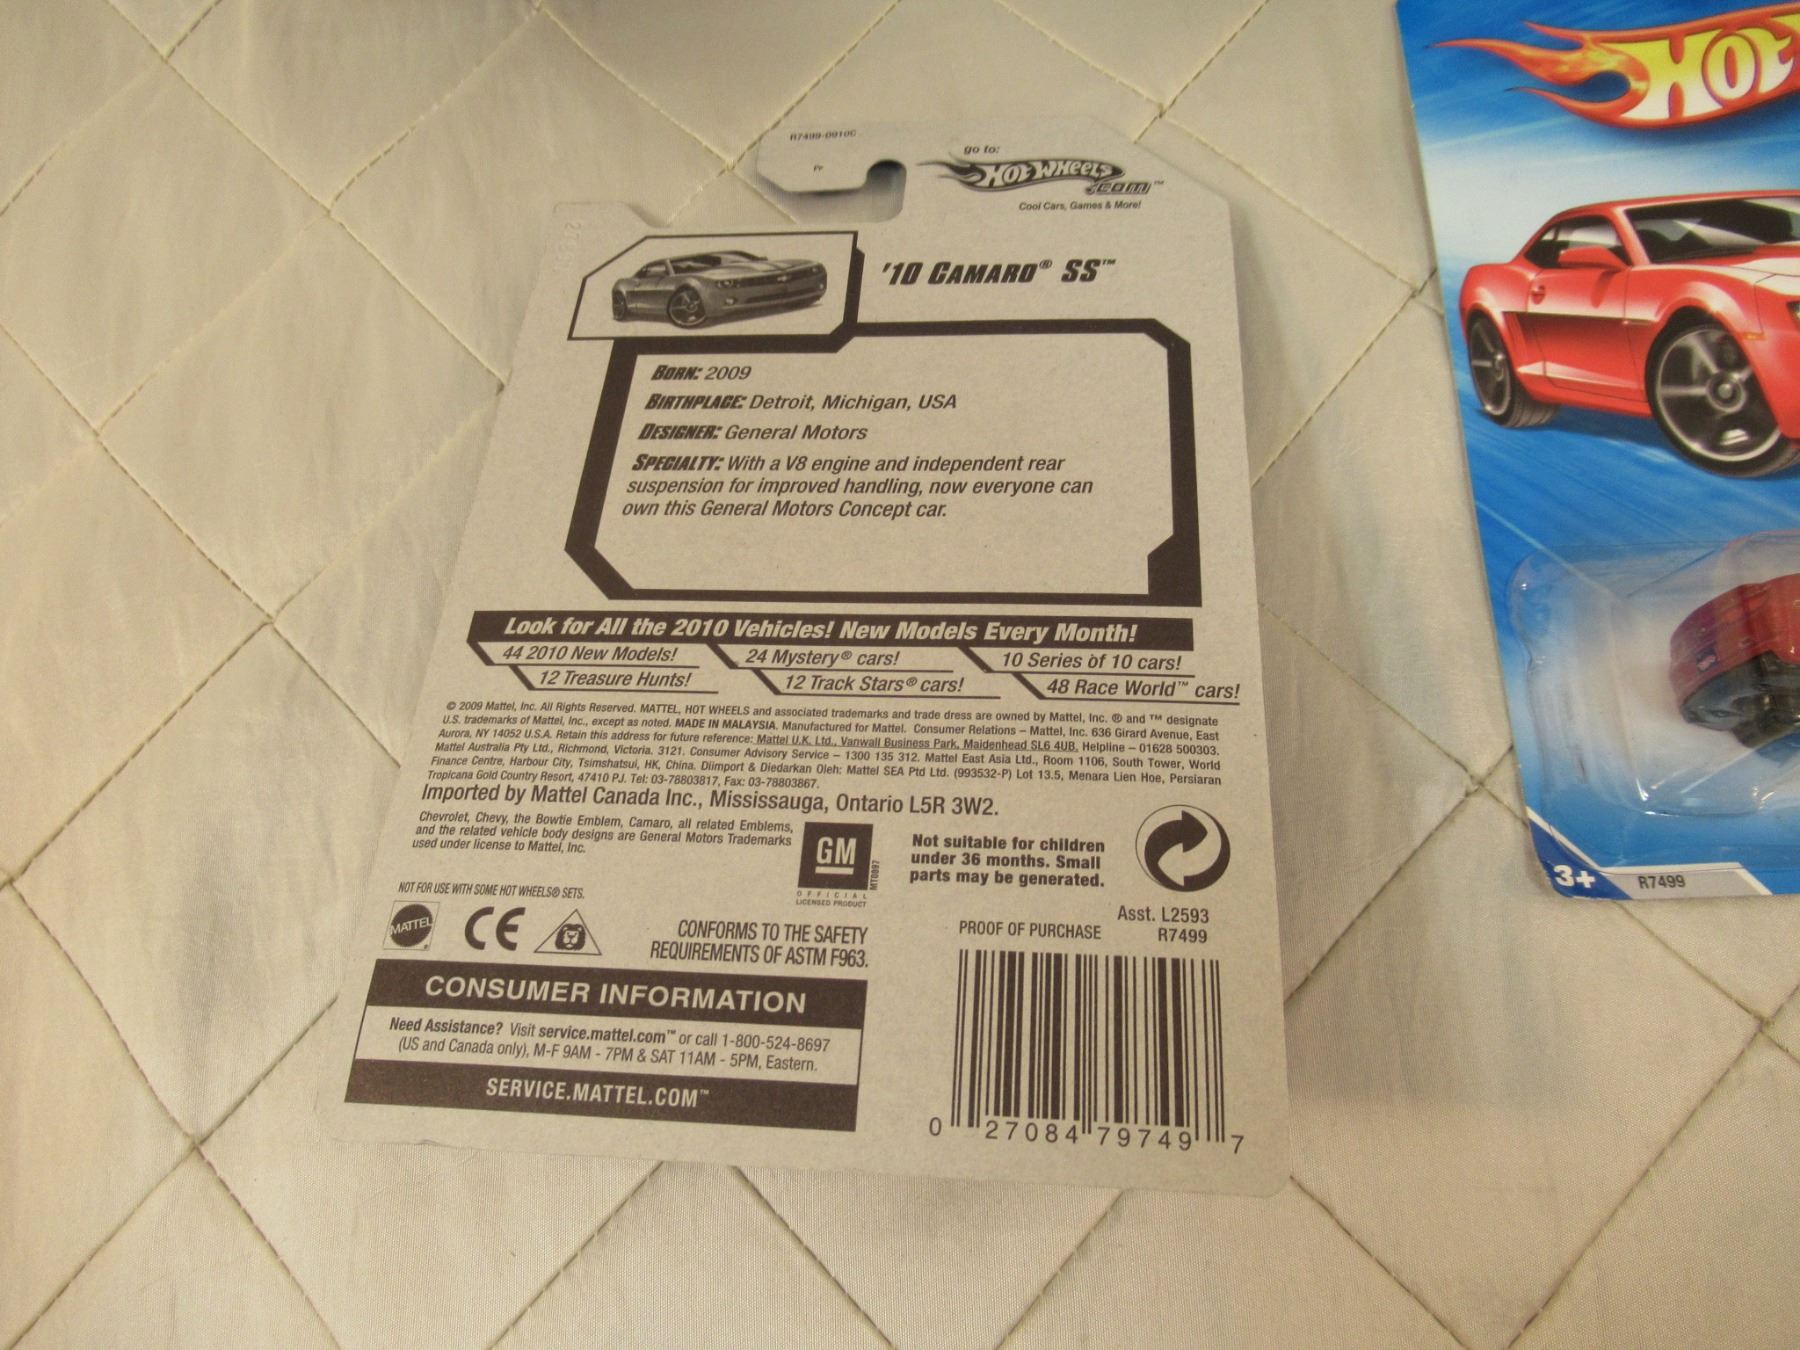 R7499-0910C
go to:
HOT WHEELS
.COM™
Cool Cars, Games & More!
'10 CAMARO® SS™
BORN: 2009
BIRTHPLACE: Detroit, Michigan, USA
DESIGNER: General Motors
SPECIALTY: With a V8 engine and independent rear
suspension for improved handling, now everyone can
own this General Motors Concept car.
Look for All the 2010 Vehicles! New Models Every Month!
44 2010 New Models! 24 Mystery® cars! 10 Series of 10 cars!
12 Treasure Hunts! 12 Track Stars® cars! 48 Race World™ cars!
© 2009 Mattel, Inc. All Rights Reserved. MATTEL, HOT WHEELS and associated trademarks and trade dress are owned by Mattel, Inc. ® and ™ designate
U.S. trademarks of Mattel, Inc., except as noted. MADE IN MALAYSIA. Manufactured for Mattel. Consumer Relations – Mattel, Inc. 636 Girard Avenue, East
Aurora, NY 14052 U.S.A. Retain this address for future reference: Mattel U.K. Ltd., Vanwall Business Park, Maidenhead SL6 4UB. Helpline – 01628 500303.
Mattel Australia Pty Ltd., Richmond, Victoria. 3121. Consumer Advisory Service – 1300 135 312. Mattel East Asia Ltd., Room 1106, South Tower, World
Finance Centre, Harbour City, Tsimshatsui, HK, China. Diimport & Diedarkan Oleh: Mattel SEA Ptd Ltd. (993532-P) Lot 13.5, Menara Lien Hoe, Persiaran
Tropicana Gold Country Resort, 47410 PJ. Tel: 03-78803817, Fax: 03-78803867.
Imported by Mattel Canada Inc., Mississauga, Ontario L5R 3W2.
Chevrolet, Chevy, the Bowtie Emblem, Camaro, all related Emblems,
and the related vehicle body designs are General Motors Trademarks
used under license to Mattel, Inc.
GM
OFFICIAL
LICENSED PRODUCT
MT0897
Not suitable for children
under 36 months. Small
parts may be generated.
NOT FOR USE WITH SOME HOT WHEELS® SETS.
MATTEL
CE
CONFORMS TO THE SAFETY
REQUIREMENTS OF ASTM F963.
Asst. L2593
PROOF OF PURCHASE R7499
CONSUMER INFORMATION
Need Assistance? Visit service.mattel.com™ or call 1-800-524-8697
(US and Canada only), M-F 9AM - 7PM & SAT 11AM - 5PM, Eastern.
SERVICE.MATTEL.COM™
0 27084 79749 7
HOT
3+
R7499